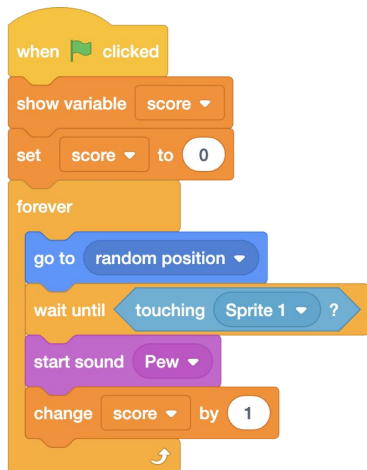 when clicked
show variable score
set score to 0
forever
go to random position
wait until touching Sprite 1 ?
start sound Pew
change score by 1